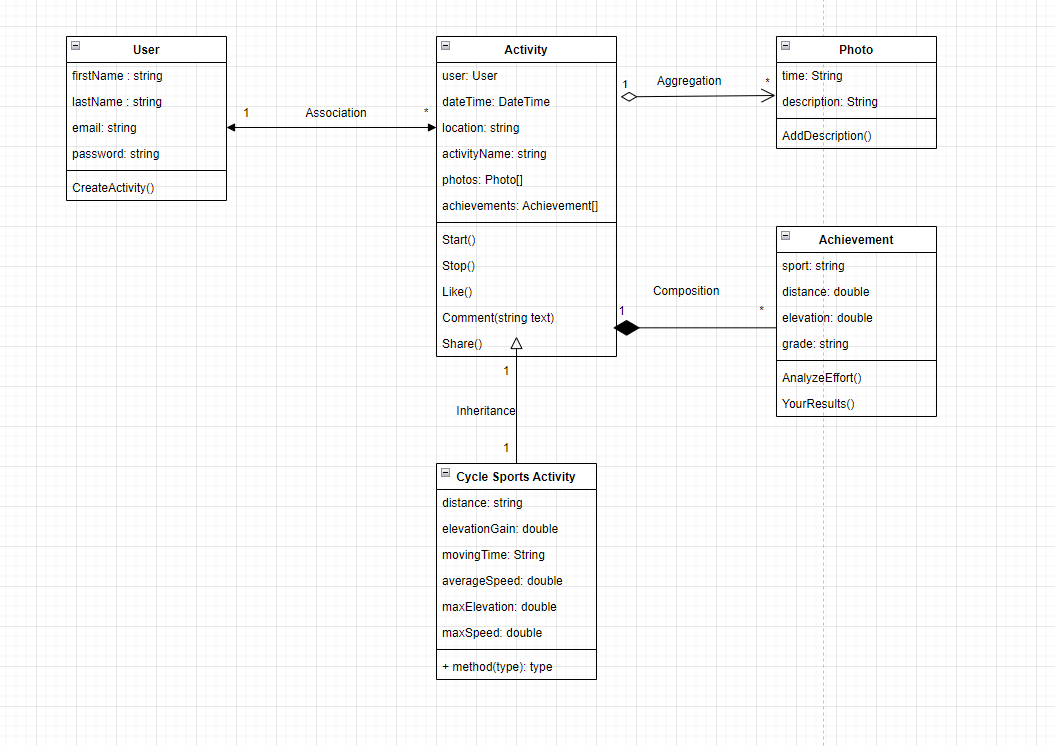 User
firstName : string
lastName : string
email: string
password: string
CreateActivity()
1
Association
*
Activity
user: User
dateTime: DateTime
location: string
activityName: string
photos: Photo[]
achievements: Achievement[]
Start()
Stop()
Like()
Comment(string text)
Share()
1
Aggregation
*
Photo
time: String
description: String
AddDescription()
1
Composition
*
Achievement
sport: string
distance: double
elevation: double
grade: string
AnalyzeEffort()
YourResults()
1
Inheritance
1
Cycle Sports Activity
distance: string
elevationGain: double
movingTime: String
averageSpeed: double
maxElevation: double
maxSpeed: double
+ method(type): type